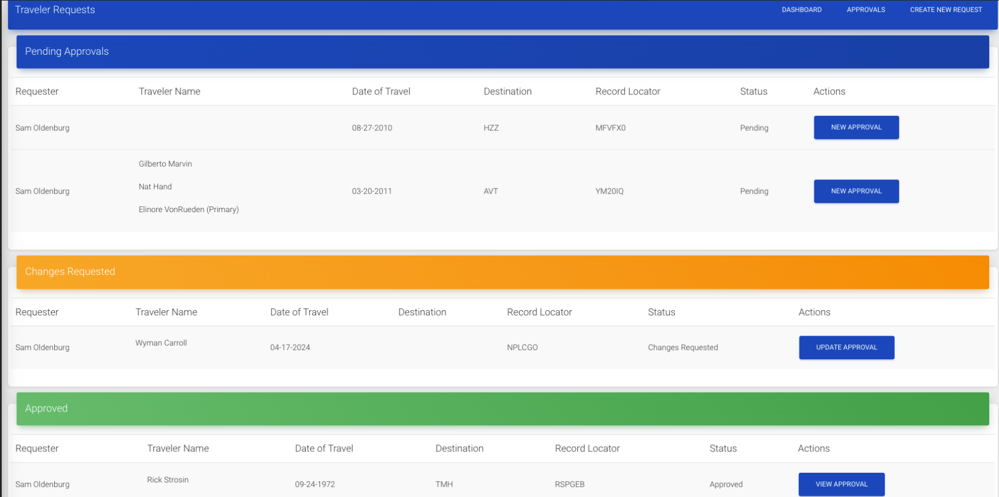 Traveler Requests DASHBOARD APPROVALS CREATE NEW REQUEST
Pending Approvals
Requester Traveler Name Date of Travel Destination Record Locator Status Actions
Sam Oldenburg 08-27-2010 HZZ MFVFX0 Pending NEW APPROVAL
Gilberto Marvin
Nat Hand
Sam Oldenburg 03-20-2011 AVT YM20IQ Pending NEW APPROVAL
Elinore VonRueden (Primary)
Changes Requested
Requester Traveler Name Date of Travel Destination Record Locator Status Actions
Sam Oldenburg Wyman Carroll 04-17-2024 NPLCGO Changes Requested UPDATE APPROVAL
Approved
Requester Traveler Name Date of Travel Destination Record Locator Status Actions
Sam Oldenburg Rick Strosin 09-24-1972 TMH RSPGEB Approved VIEW APPROVAL